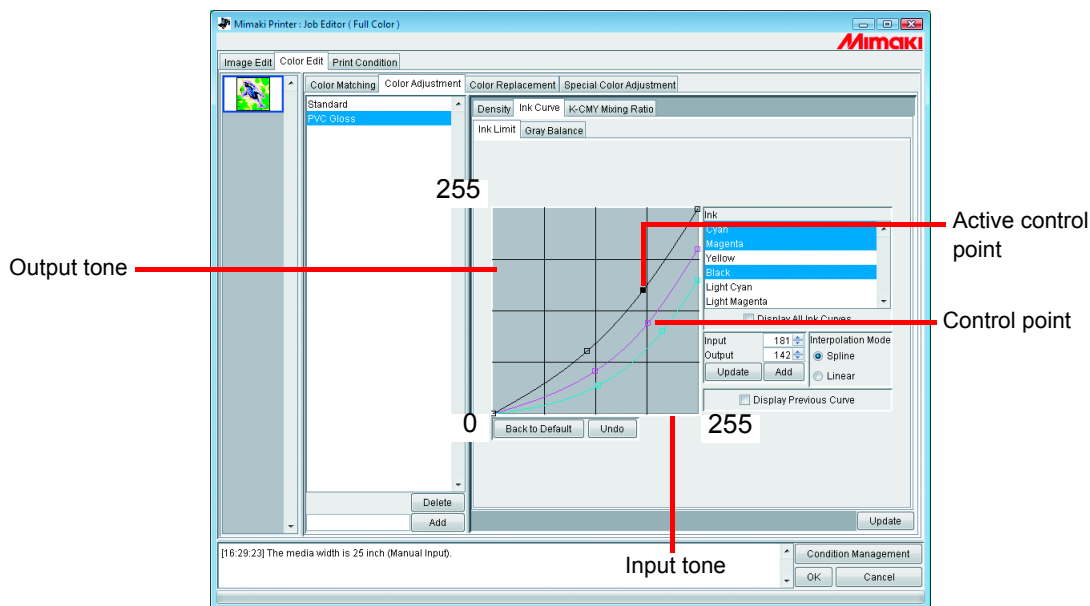 Mimaki Printer : Job Editor ( Full Color )
Mimaki
Image Edit Color Edit Print Condition
Color Matching Color Adjustment Color Replacement Special Color Adjustment
Standard
PVC Gloss
Density Ink Curve K-CMY Mixing Ratio
Ink Limit Gray Balance
255
Output tone
Ink
Cyan
Magenta
Yellow
Black
Light Cyan
Light Magenta
Active control
point
Display All Ink Curves
Control point
Input 181
Output 142
Update Add
Interpolation Mode
Spline
Linear
Display Previous Curve
0
255
Back to Default Undo
Delete
Add
Update
Input tone
[16:29:23] The media width is 25 inch (Manual Input).
Condition Management
OK Cancel